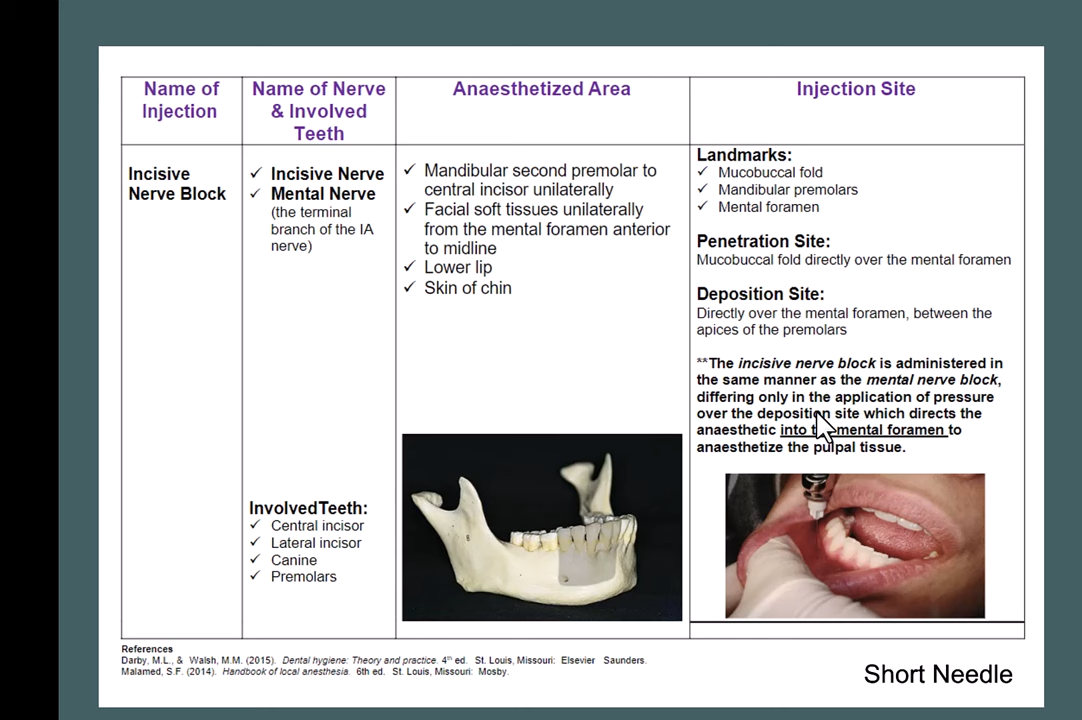 Name of
Injection
Name of Nerve
& Involved
Teeth
Anaesthetized Area
Injection Site
Incisive
Nerve Block
✓ Incisive Nerve
✓ Mental Nerve
(the terminal
branch of the IA
nerve)
InvolvedTeeth:
✓ Central incisor
✓ Lateral incisor
✓ Canine
✓ Premolars
✓ Mandibular second premolar to
central incisor unilaterally
✓ Facial soft tissues unilaterally
from the mental foramen anterior
to midline
✓ Lower lip
✓ Skin of chin
Landmarks:
✓ Mucobuccal fold
✓ Mandibular premolars
✓ Mental foramen
Penetration Site:
Mucobuccal fold directly over the mental foramen
Deposition Site:
Directly over the mental foramen, between the
apices of the premolars
**The incisive nerve block is administered in
the same manner as the mental nerve block,
differing only in the application of pressure
over the deposition site which directs the
anaesthetic into the mental foramen to
anaesthetize the pulpal tissue.
References
Darby, M.L., & Walsh, M.M. (2015). Dental hygiene: Theory and practice. 4th ed. St. Louis, Missouri: Elsevier Saunders.
Malamed, S.F. (2014). Handbook of local anesthesia. 6th ed. St. Louis, Missouri: Mosby.
Short Needle